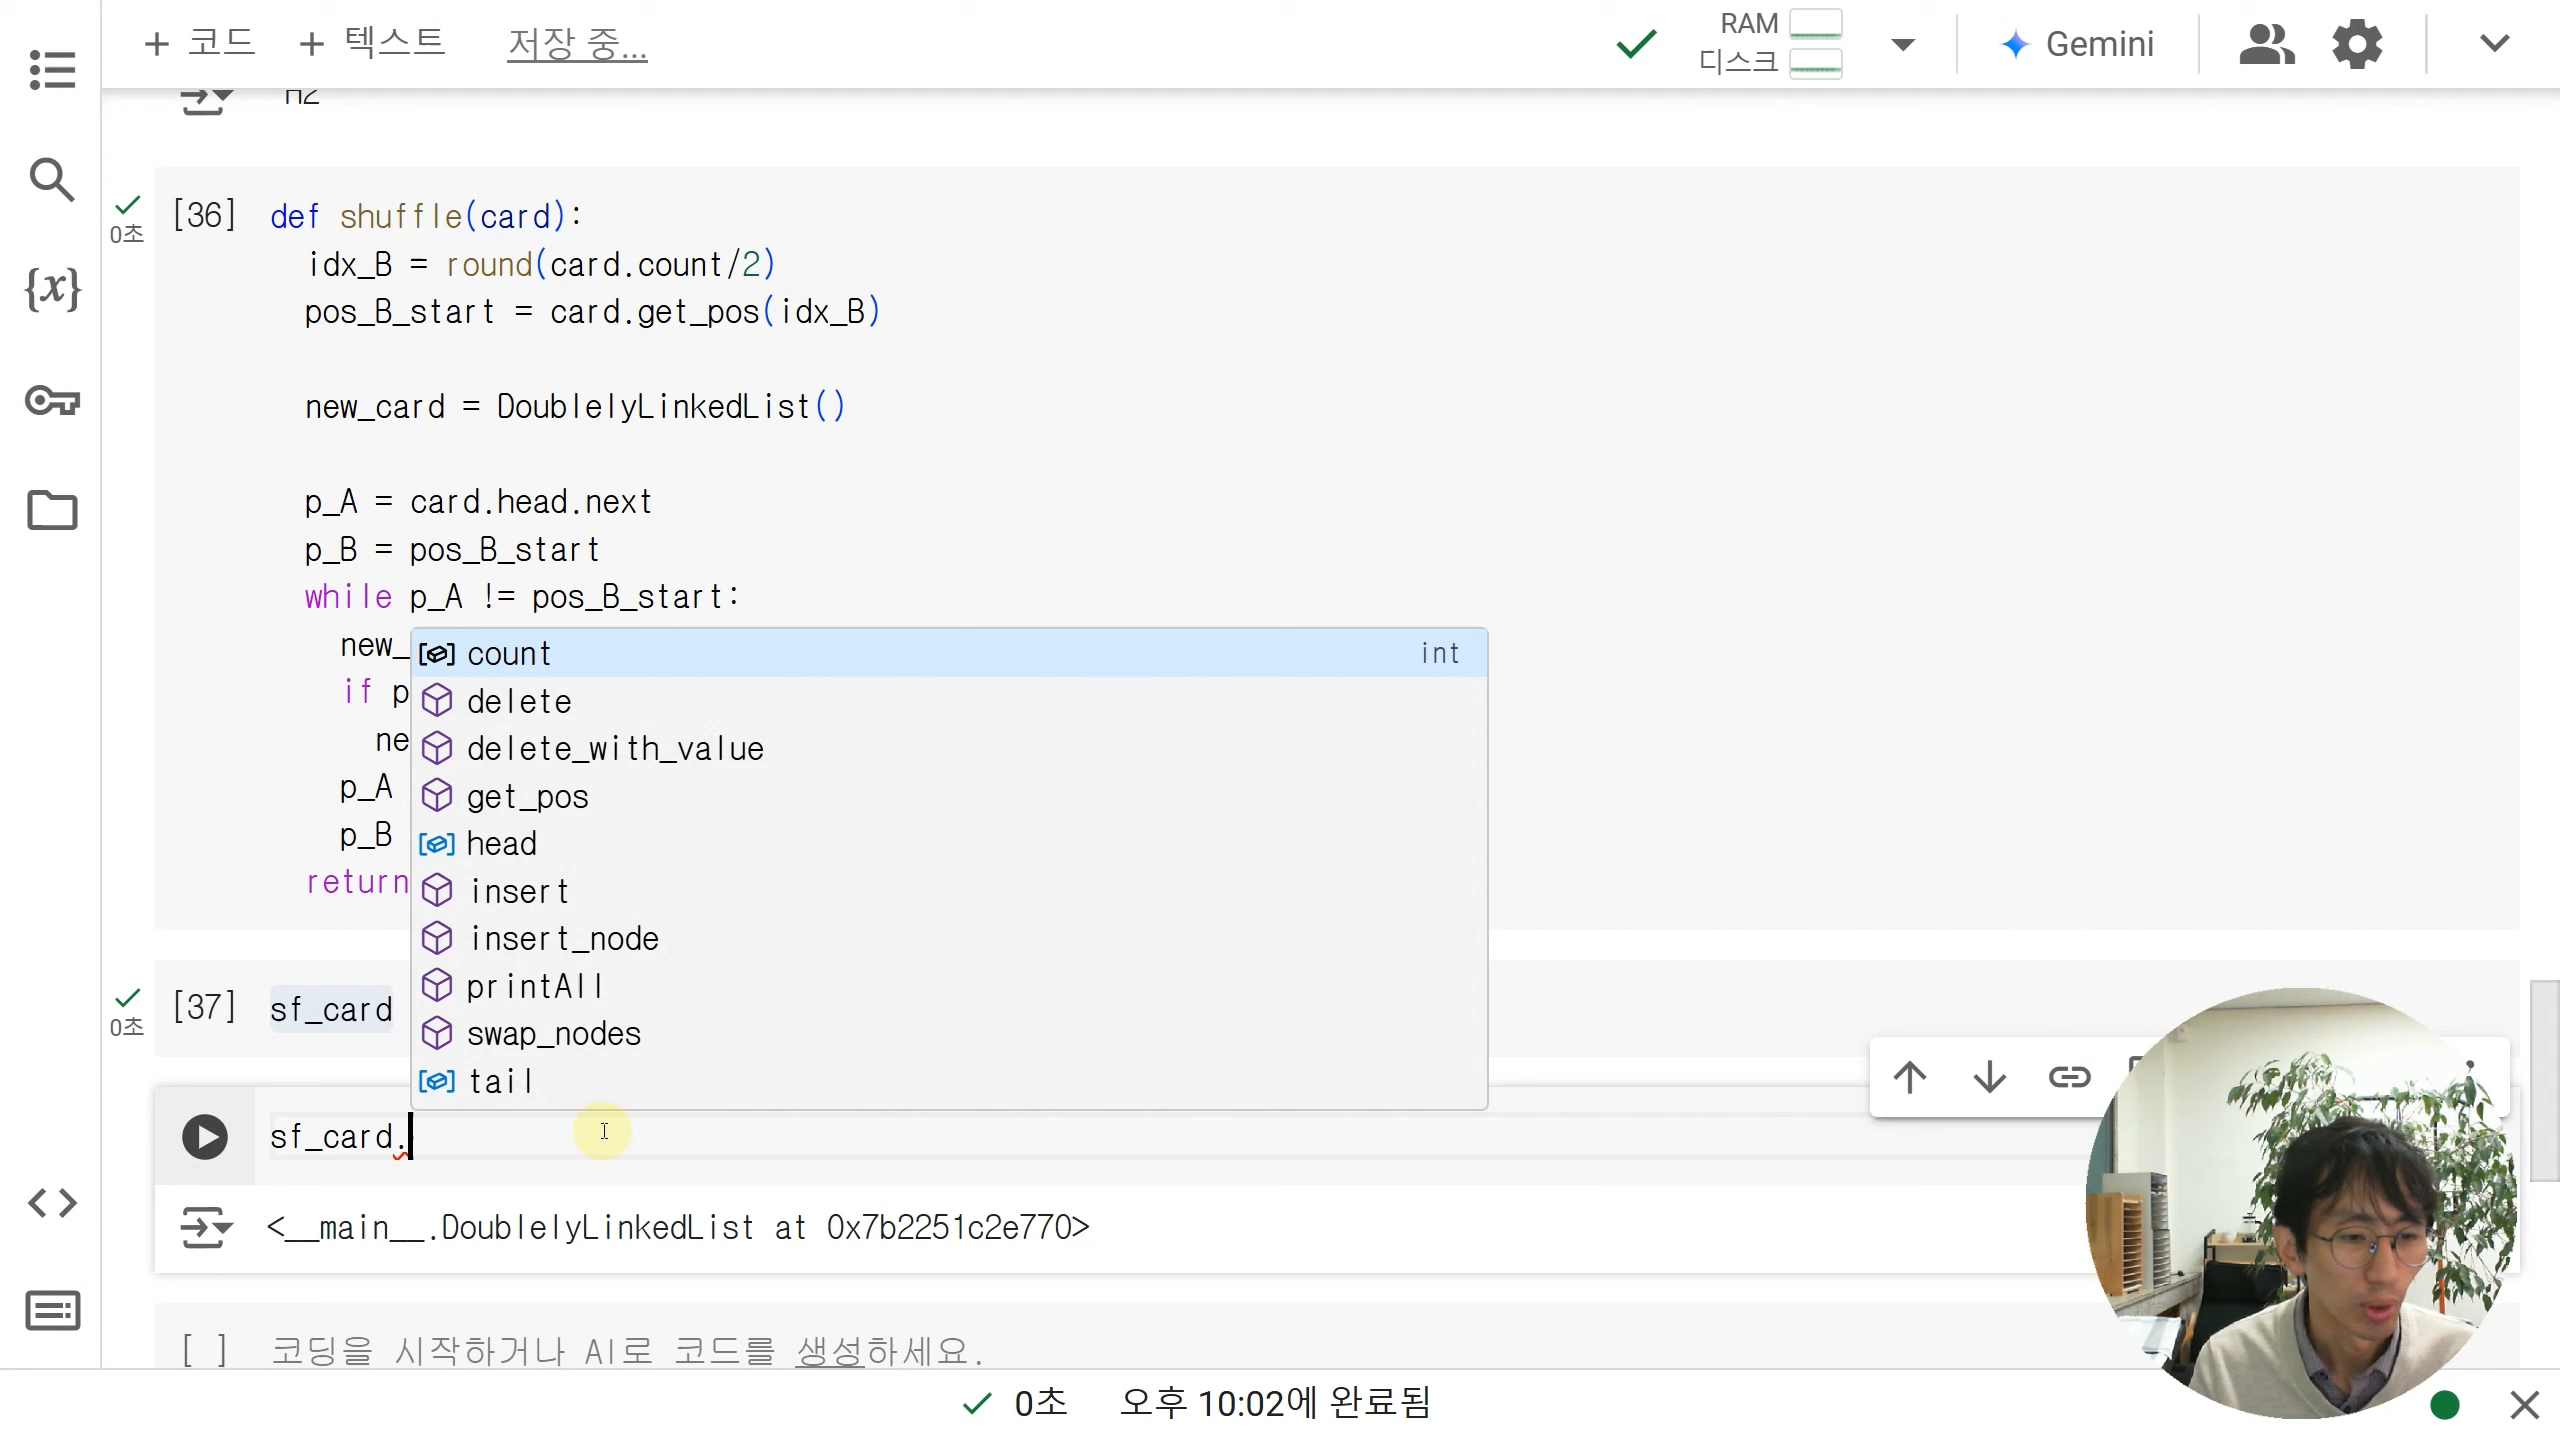 + 코드 + 텍스트 저장 중... RAM 디스크 Gemini
[36] def shuffle(card):
0초
idx_B = round(card.count/2)
pos_B_start = card.get_pos(idx_B)
new_card = DoublelyLinkedList()
p_A = card.head.next
p_B = pos_B_start
while p_A != pos_B_start:
new_
if p
ne
p_A
p_B
return
count int
delete
delete_with_value
get_pos
head
insert
insert_node
printAll
swap_nodes
tail
[37] sf_card
0초
sf_card.
<__main__.DoublelyLinkedList at 0x7b2251c2e770>
[ ] 코딩을 시작하거나 AI로 코드를 생성하세요.
0초 오후 10:02에 완료됨